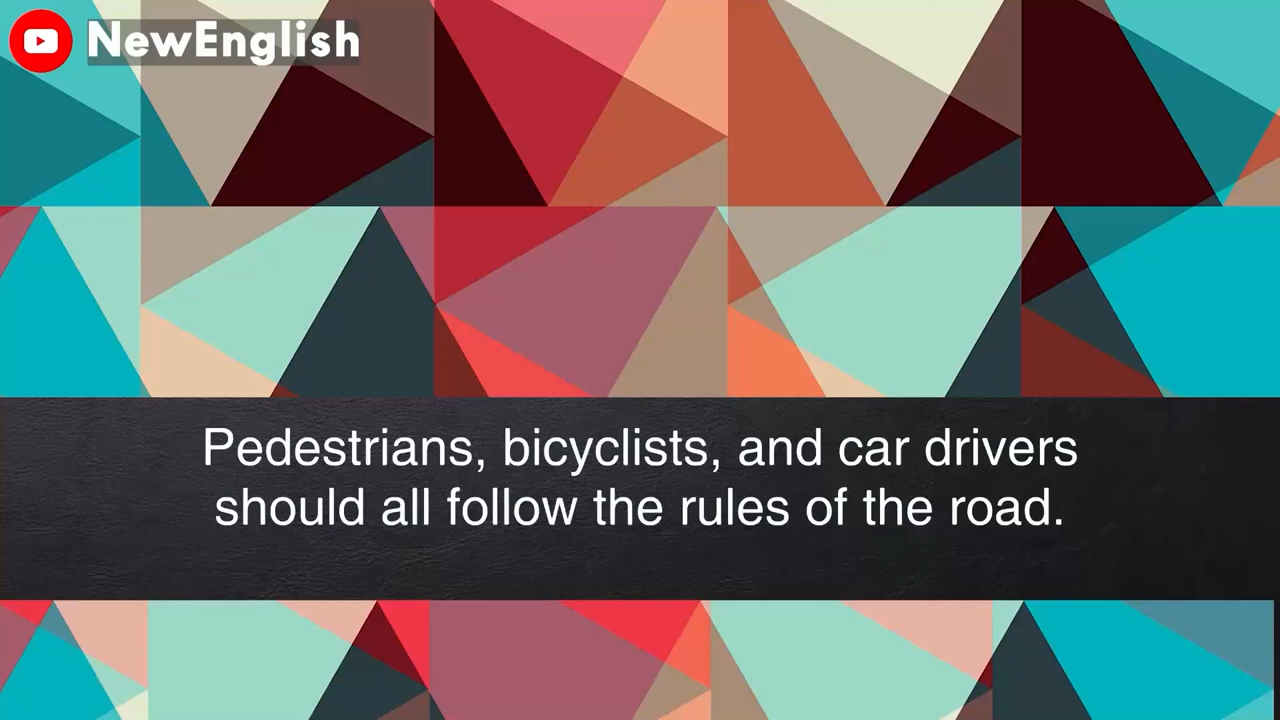 NewEnglish
Pedestrians, bicyclists, and car drivers
should all follow the rules of the road.